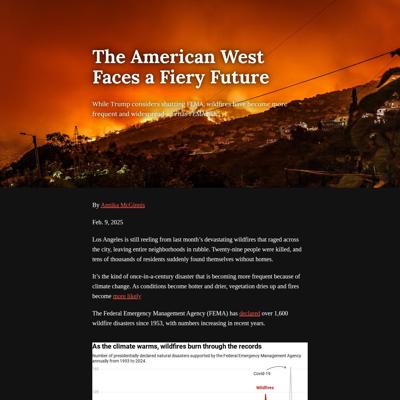 The American West
Faces a Fiery Future
While Trump considers shutting FEMA, wildfires have become more
frequent and widespread
By Annika McGinnis
Feb. 9, 2025
Los Angeles is still reeling from last month's devastating wildfires that raged across
the city, leaving entire neighborhoods in rubble. Twenty-nine people were killed, and
tens of thousands of residents suddenly found themselves without homes.
It's the kind of once-in-a-century disaster that is becoming more frequent because of
climate change. As conditions become hotter and drier, vegetation dries up and fires
become more likely
The Federal Emergency Management Agency (FEMA) has declared over 1,600
wildfire disasters since 1953, with numbers increasing in recent years.
As the climate warms, wildfires burn through the records
Number of presidentially declared natural disasters supported by the Federal Emergency Management Agency
annually from 1953 to 2024.
Covid-19
Wildfires